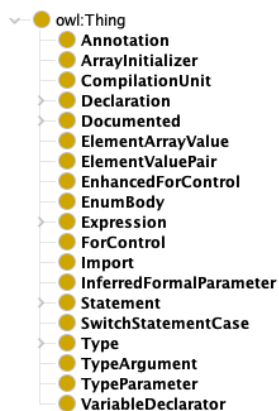 owl:Thing
Annotation
ArrayInitializer
CompilationUnit
Declaration
Documented
ElementArrayValue
ElementValuePair
EnhancedForControl
EnumBody
Expression
ForControl
Import
InferredFormalParameter
Statement
SwitchStatementCase
Type
TypeArgument
TypeParameter
VariableDeclarator